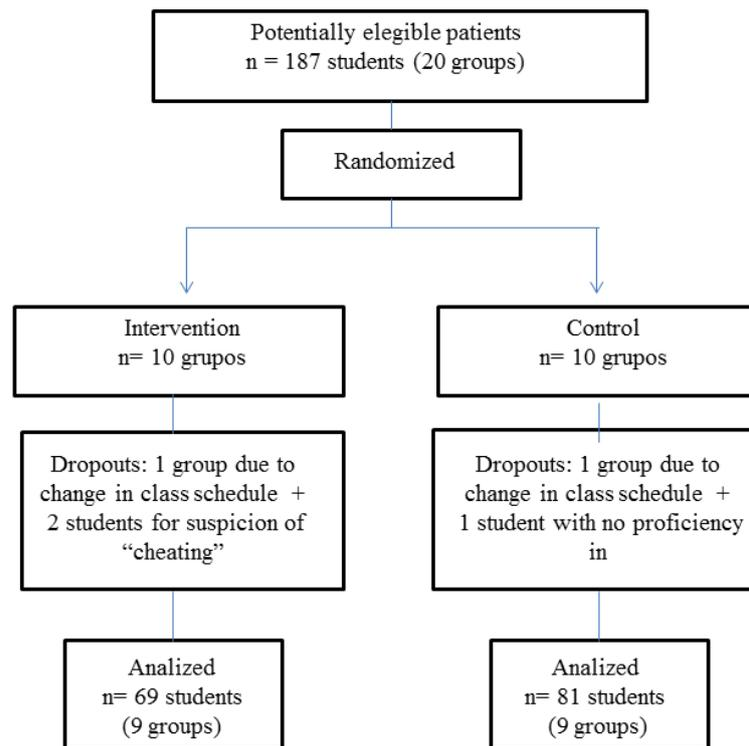 Potentially elegible patients
n = 187 students (20 groups)
Randomized
Intervention
n= 10 grupos
Control
n= 10 grupos
Dropouts: 1 group due to
change in class schedule +
2 students for suspicion of
“cheating”
Dropouts: 1 group due to
change in class schedule +
1 student with no proficiency
in
Analized
n= 69 students
(9 groups)
Analized
n= 81 students
(9 groups)